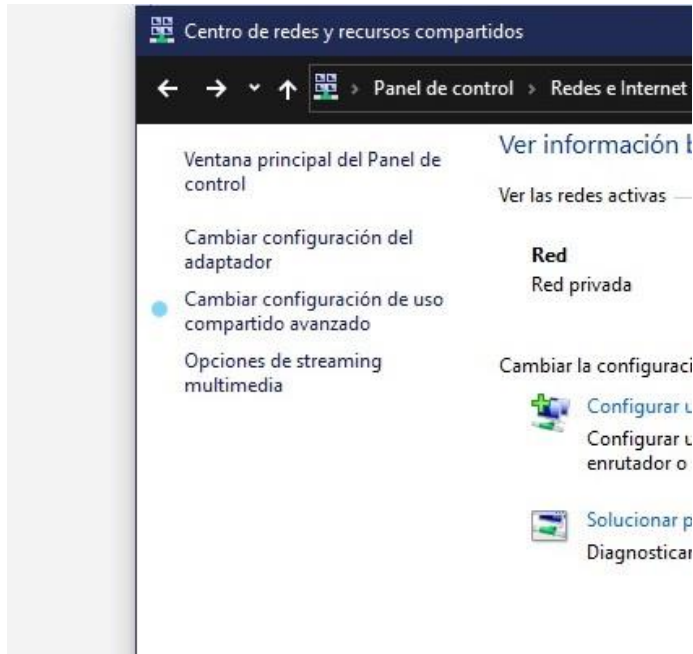 Centro de redes y recursos compartidos
Panel de control > Redes e Internet
Ventana principal del Panel de
control
Cambiar configuración del
adaptador
Cambiar configuración de uso
compartido avanzado
Opciones de streaming
multimedia
Ver información b
Ver las redes activas
Red
Red privada
Cambiar la configuraci
Configurar u
Configurar u
enrutador o
Solucionar p
Diagnosticar